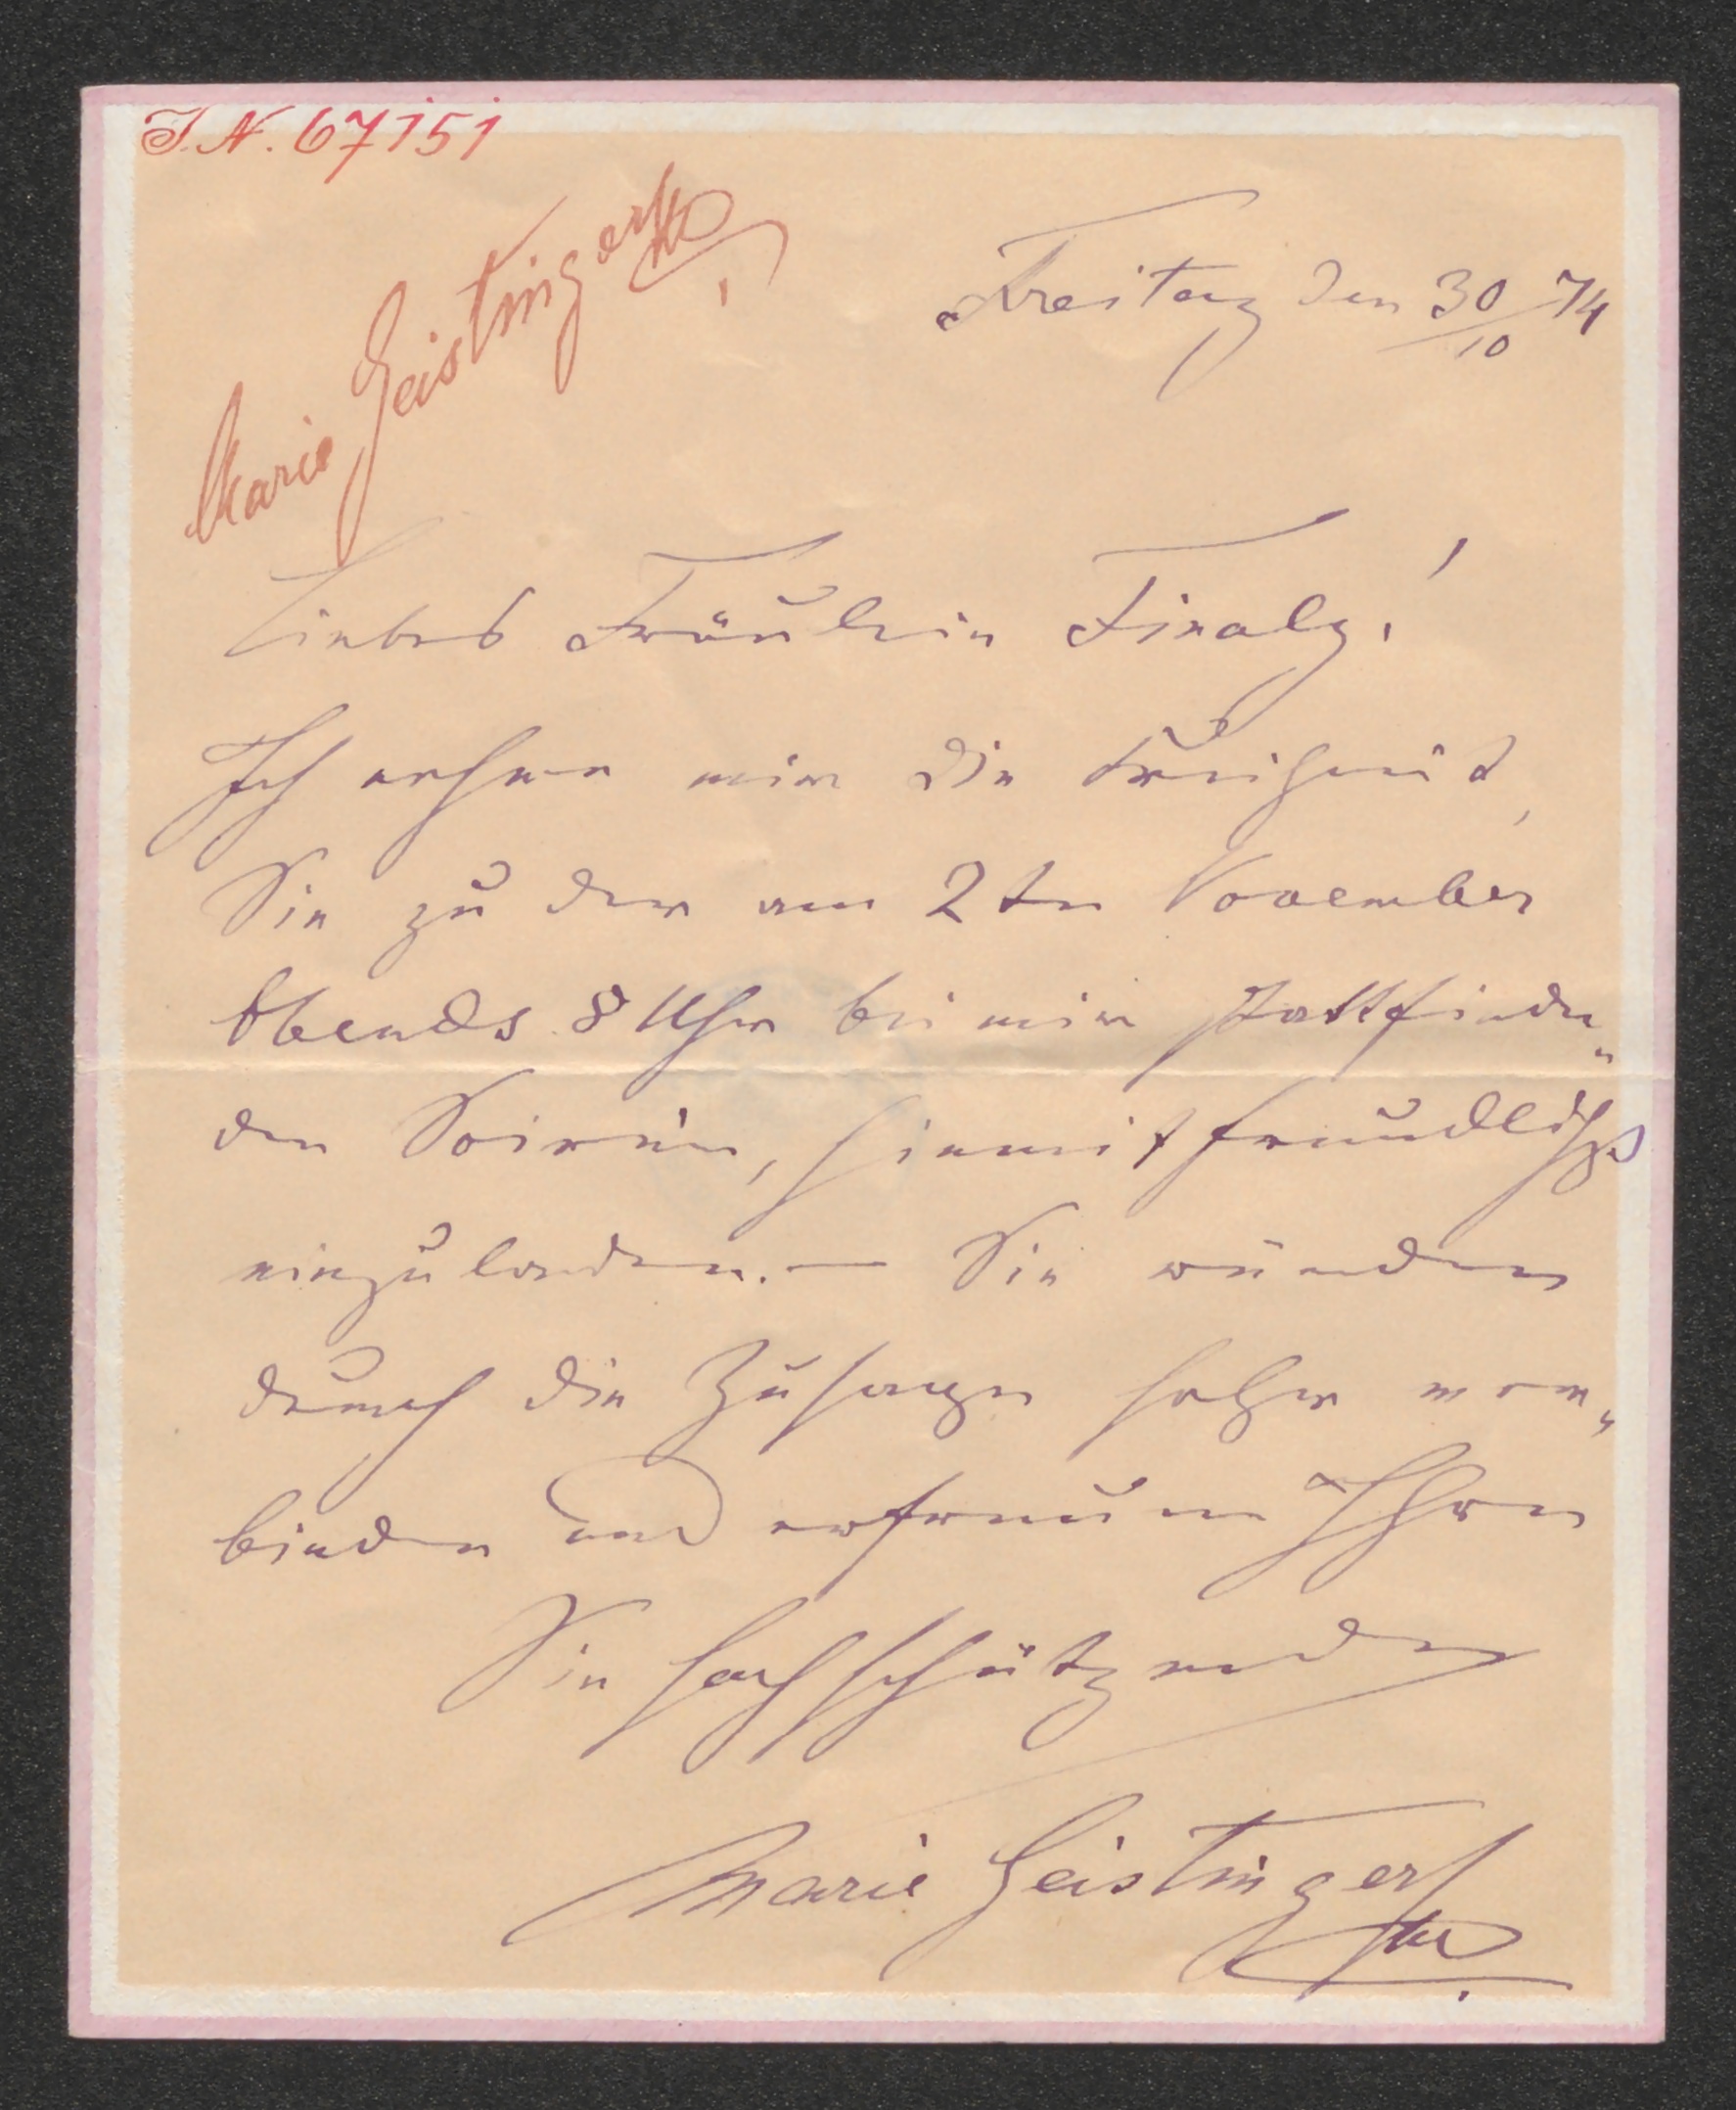 I.N. 67151
Marie Geistinger
Freitag den 30/10 74
Liebes Fräulein Finaly!
Ich nehme mir die Freiheit,
Sie zu der am 2ten November
Abends 8 Uhr bei mir stattfinden-
den Soirée, hiemit freundlichst
einzuladen. — Sie würden
durch die Zusage sehr ver-
binden und erfreuen Ihre
Sie hochschätzende
Marie Geistinger